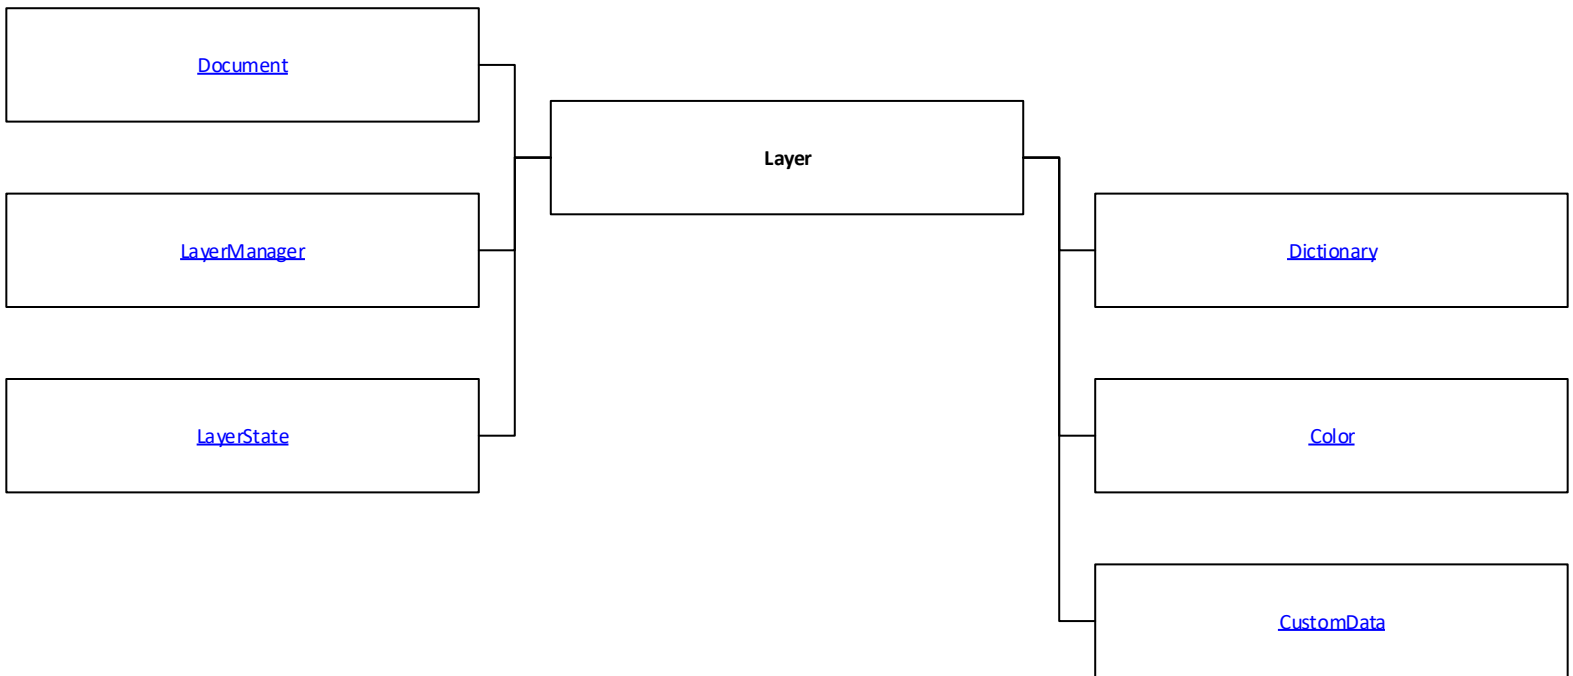 Document
Layer
LayerManager
Dictionary
LayerState
Color
CustomData